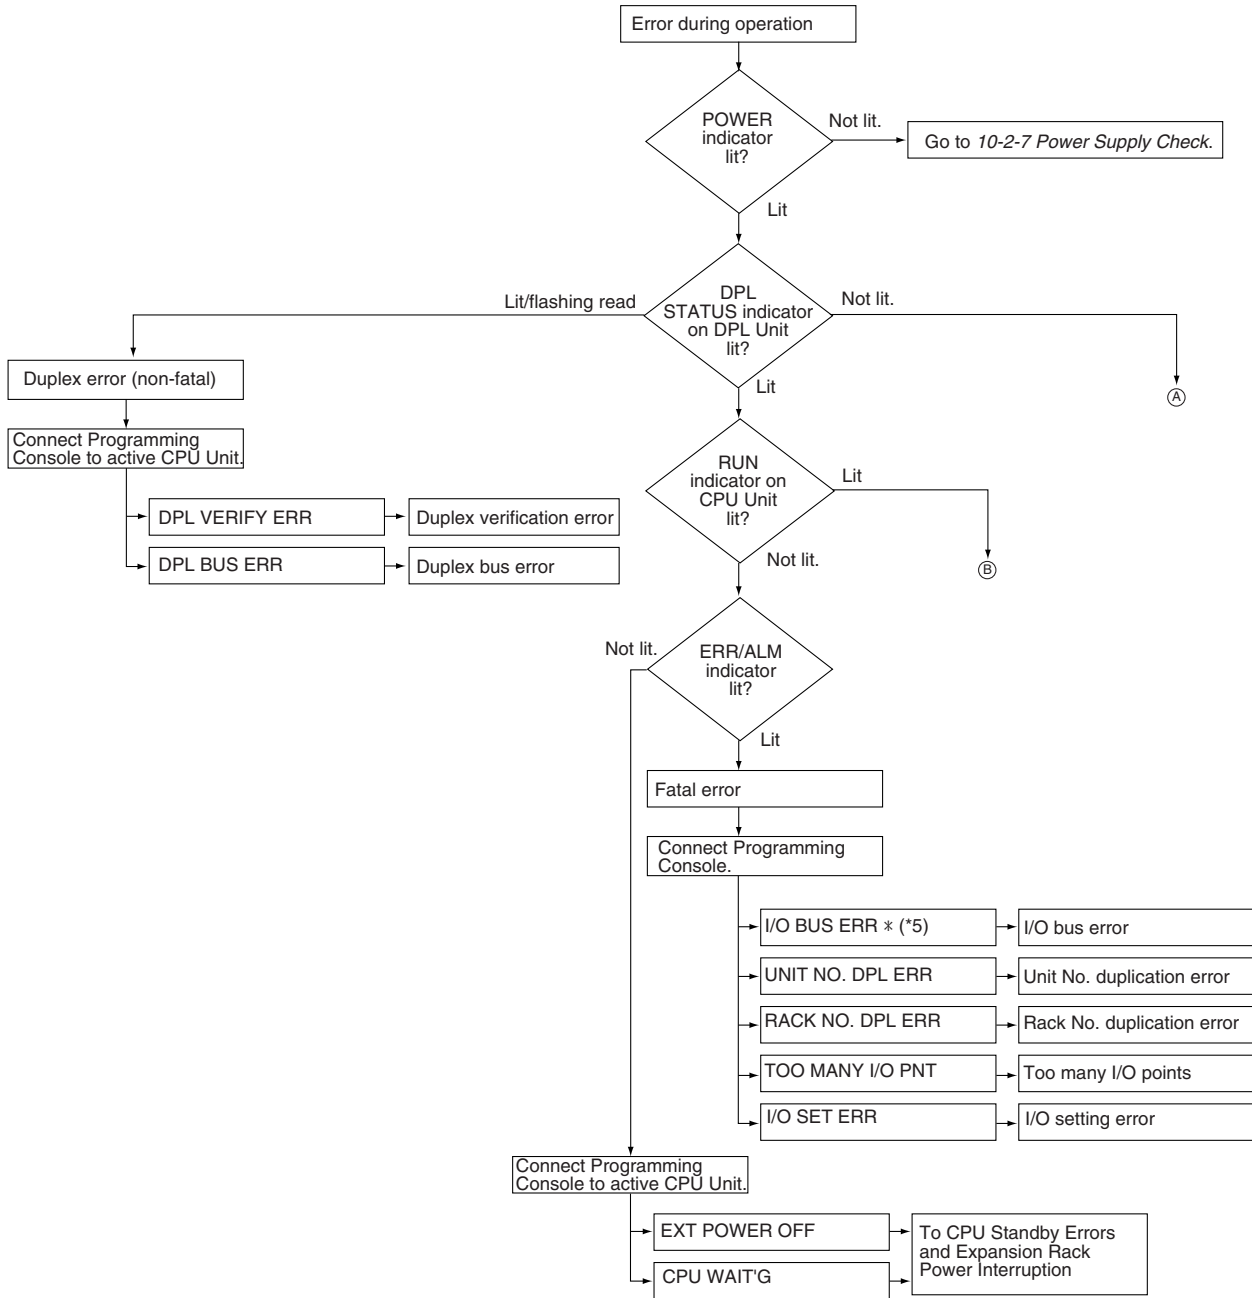 Error during operation
POWER
indicator
lit?
Not lit.
Go to 10-2-7 Power Supply Check.
Lit
DPL
STATUS indicator
on DPL Unit
lit?
Lit/flashing read
Not lit.
Lit
A
Duplex error (non-fatal)
Connect Programming
Console to active CPU Unit.
DPL VERIFY ERR
Duplex verification error
DPL BUS ERR
Duplex bus error
RUN
indicator on
CPU Unit
lit?
Lit
Not lit.
B
ERR/ALM
indicator
lit?
Not lit.
Lit
Fatal error
Connect Programming
Console.
I/O BUS ERR * (*5)
I/O bus error
UNIT NO. DPL ERR
Unit No. duplication error
RACK NO. DPL ERR
Rack No. duplication error
TOO MANY I/O PNT
Too many I/O points
I/O SET ERR
I/O setting error
Connect Programming
Console to active CPU Unit.
EXT POWER OFF
CPU WAIT'G
To CPU Standby Errors
and Expansion Rack
Power Interruption